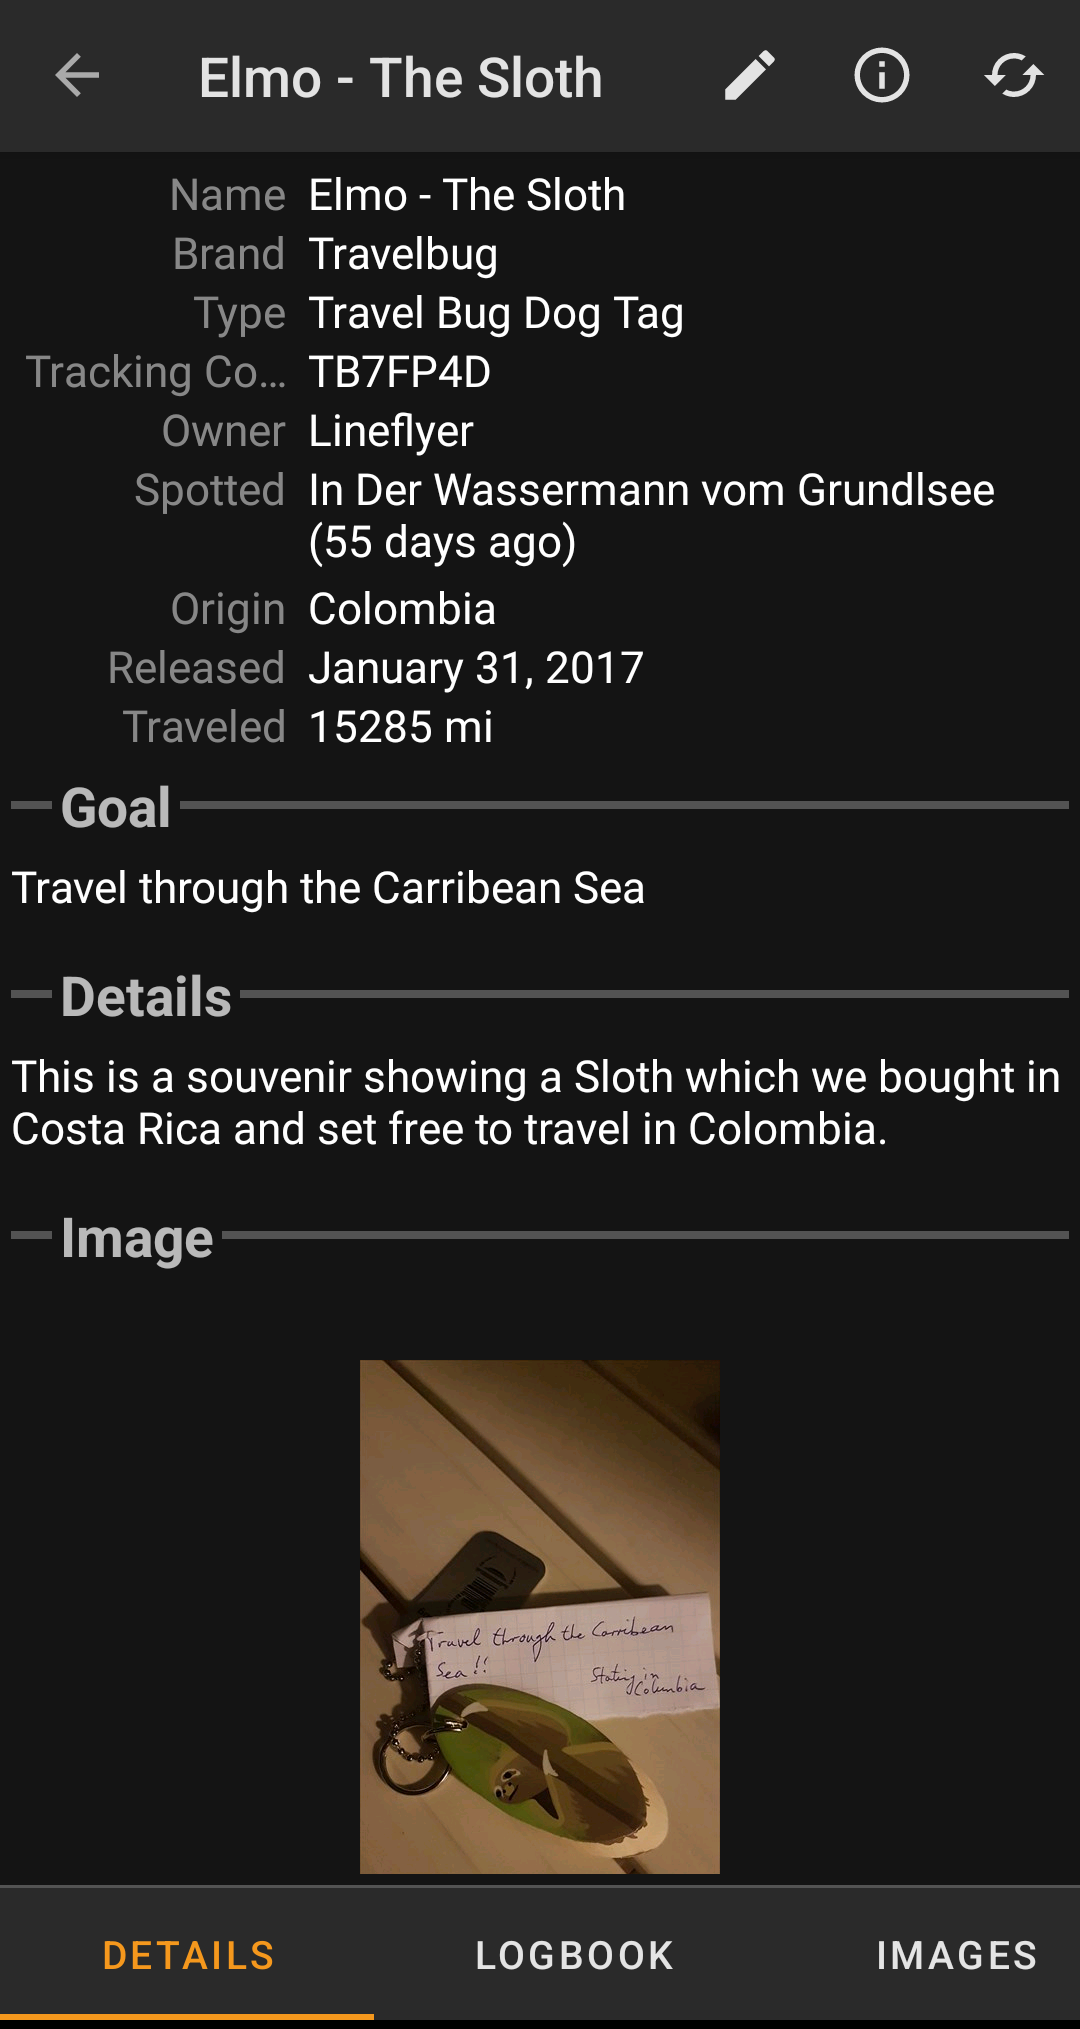 Elmo - The Sloth
Name Elmo - The Sloth
Brand Travelbug
Type Travel Bug Dog Tag
Tracking Co... TB7FP4D
Owner Lineflyer
Spotted In Der Wassermann vom Grundlsee
(55 days ago)
Origin Colombia
Released January 31, 2017
Traveled 15285 mi
Goal
Travel through the Carribean Sea
Details
This is a souvenir showing a Sloth which we bought in
Costa Rica and set free to travel in Colombia.
Image
Travel through the Carribean
Sea!!
Stating in
Columbia
DETAILS LOGBOOK IMAGES